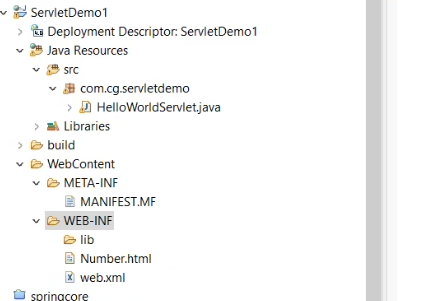 ServletDemo1
Deployment Descriptor: ServletDemo1
Java Resources
src
com.cg.servletdemo
HelloWorldServlet.java
Libraries
build
WebContent
META-INF
MANIFEST.MF
WEB-INF
lib
Number.html
web.xml
springcore